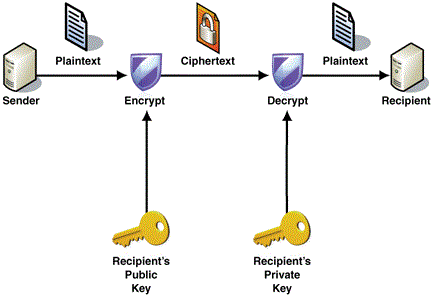 Plaintext
Ciphertext
Plaintext
Sender
Encrypt
Decrypt
Recipient
Recipient's
Public
Key
Recipient's
Private
Key